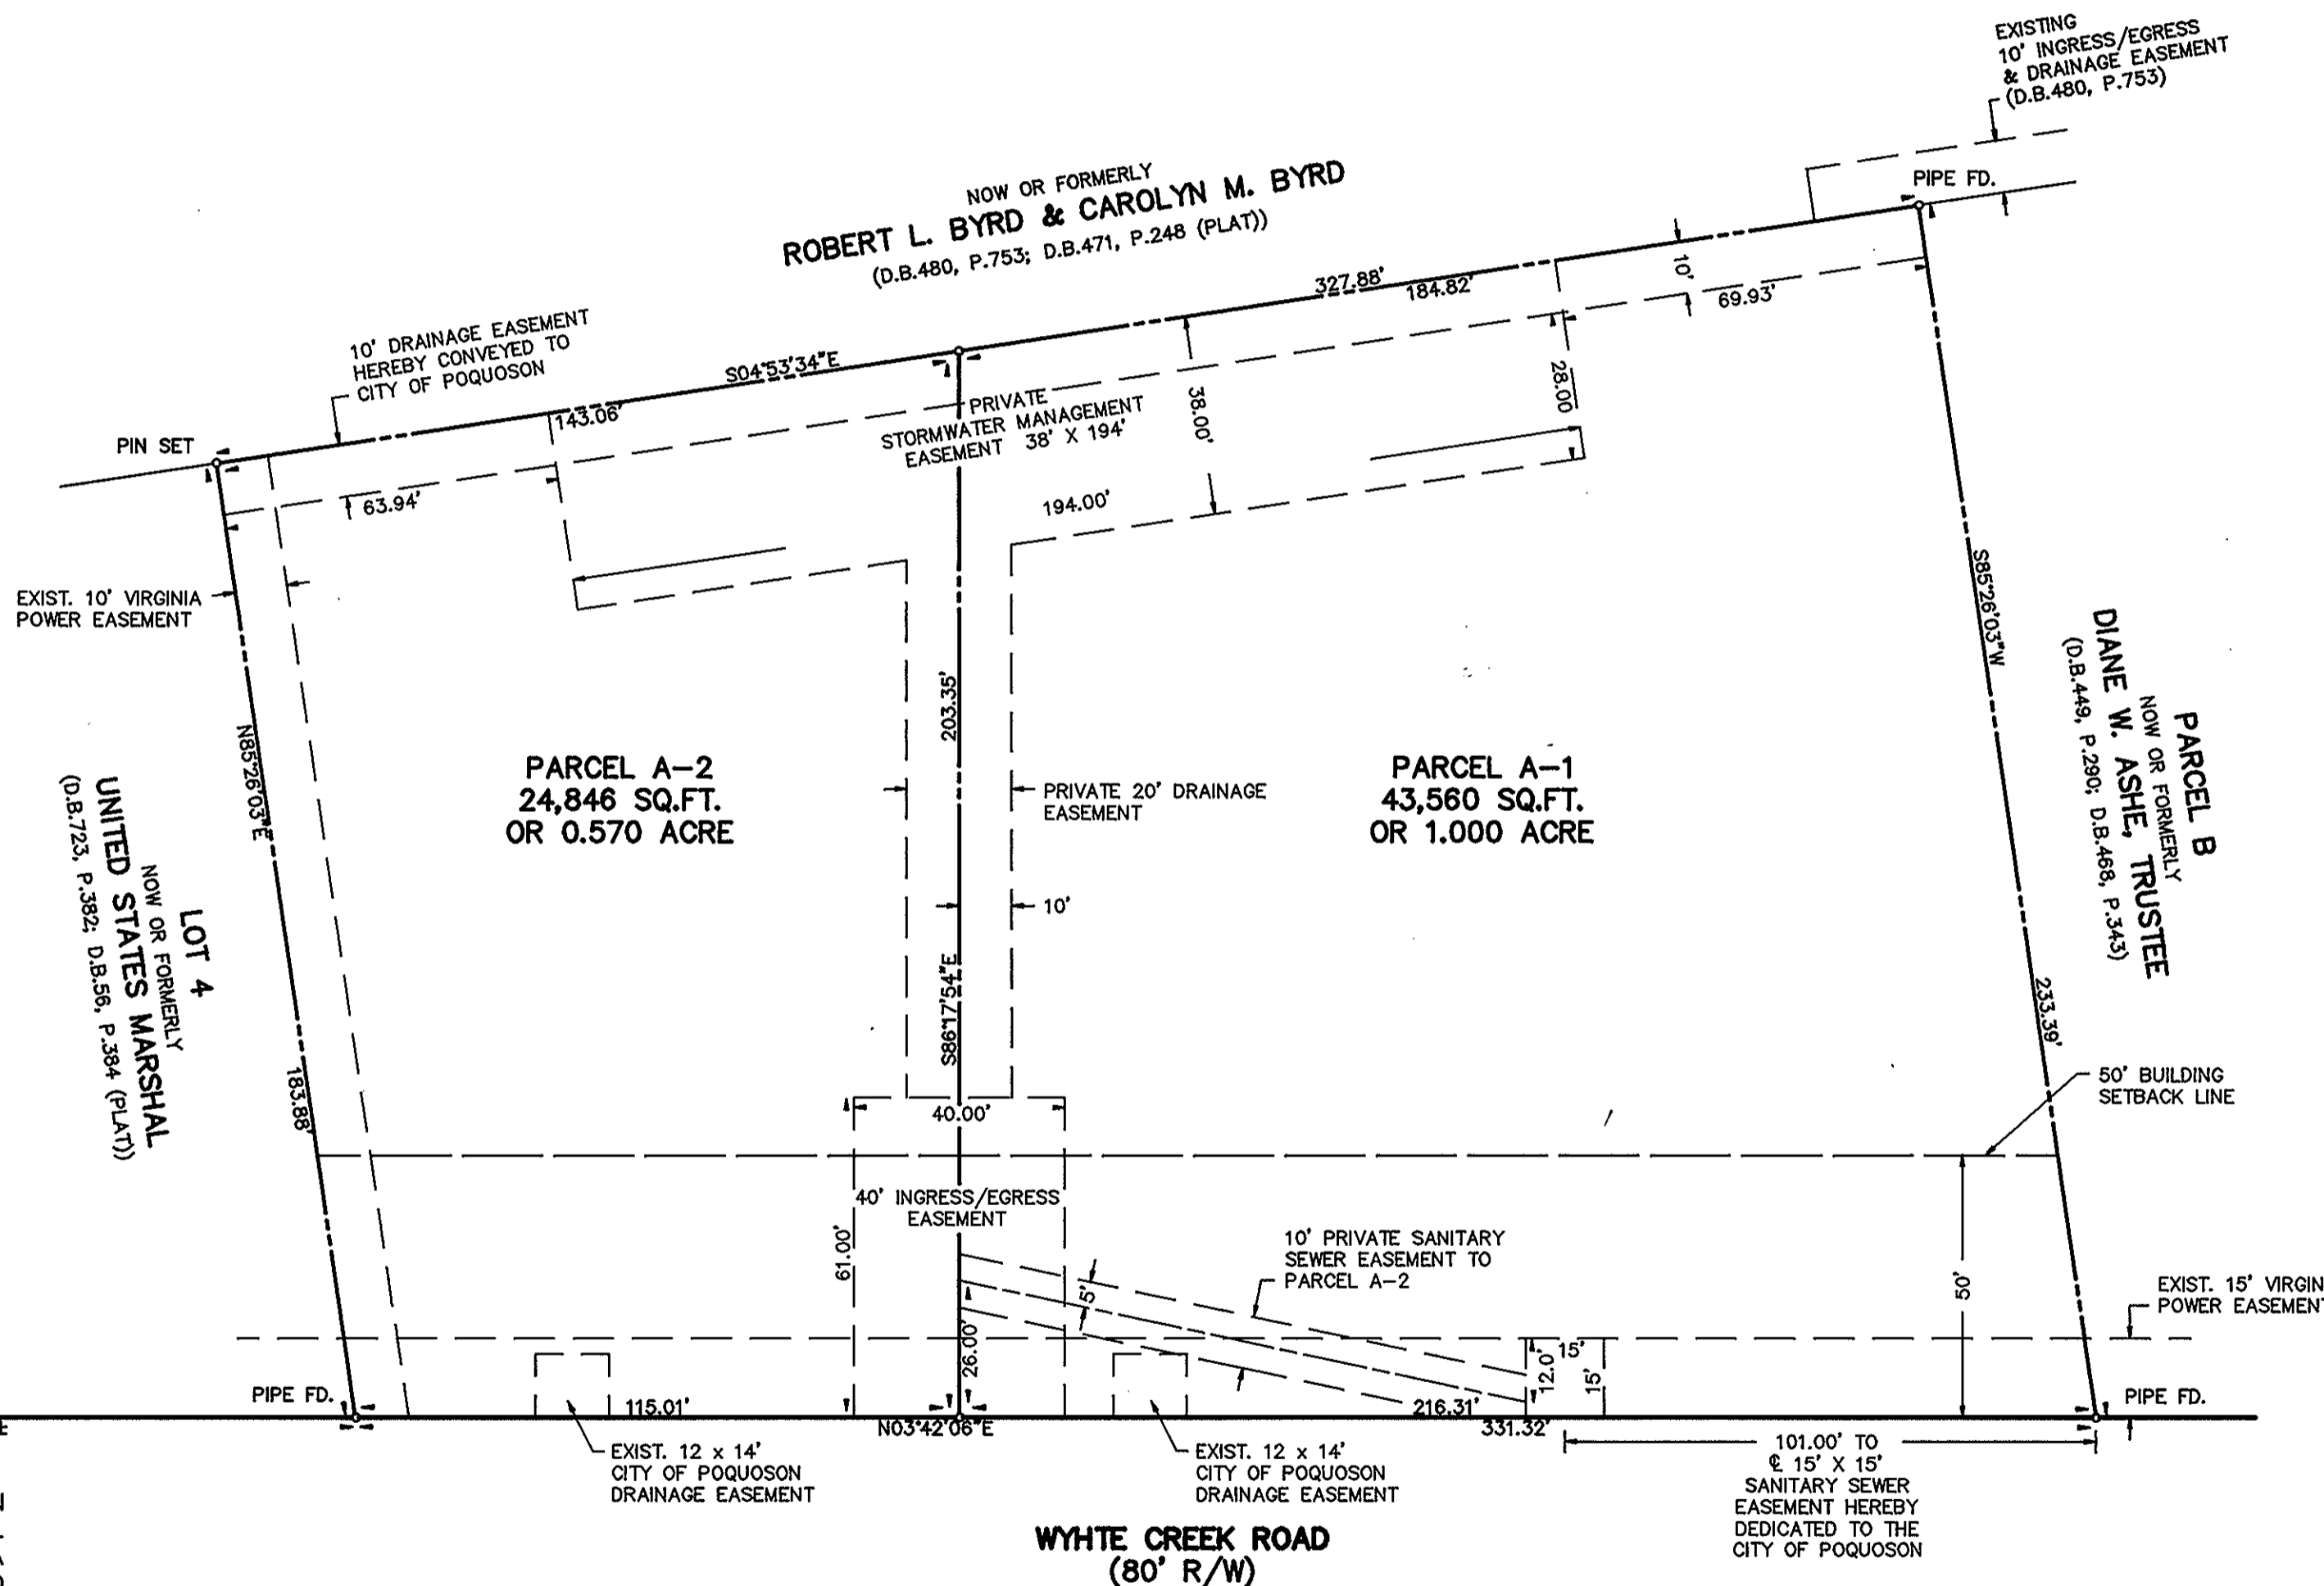 EXISTING
10' INGRESS/EGRESS
& DRAINAGE EASEMENT
(D.B.480, P.753)
PIPE FD.
NOW OR FORMERLY
ROBERT L. BYRD & CAROLYN M. BYRD
(D.B.480, P.753; D.B.471, P.248 (PLAT))
327.88'
184.82'
10'
69.93'
10' DRAINAGE EASEMENT
HEREBY CONVEYED TO
CITY OF POQUOSON
S04°53'34"E
143.06'
PIN SET
63.94'
PRIVATE
STORMWATER MANAGEMENT
EASEMENT 38' X 194'
38.00'
28.00
194.00'
EXIST. 10' VIRGINIA
POWER EASEMENT
N85°26'03"E
183.88'
LOT 4
NOW OR FORMERLY
UNITED STATES MARSHAL
(D.B.723, P.382; D.B.56, P.384 (PLAT))
PARCEL A-2
24,846 SQ.FT.
OR 0.570 ACRE
203.35'
S86°17'54"E
PRIVATE 20' DRAINAGE
EASEMENT
10'
PARCEL A-1
43,560 SQ.FT.
OR 1.000 ACRE
S85°26'03"W
233.39'
PARCEL B
NOW OR FORMERLY
DIANE W. ASHE, TRUSTEE
(D.B.449, P.290; D.B.468, P.343)
50' BUILDING
SETBACK LINE
40.00'
40' INGRESS/EGRESS
EASEMENT
61.00'
26.00'
5'
10' PRIVATE SANITARY
SEWER EASEMENT TO
PARCEL A-2
12.0'
15'
15'
50'
EXIST. 15' VIRGIN
POWER EASEMENT
PIPE FD.
115.01'
N03°42'06"E
216.31'
331.32'
PIPE FD.
EXIST. 12 x 14'
CITY OF POQUOSON
DRAINAGE EASEMENT
EXIST. 12 x 14'
CITY OF POQUOSON
DRAINAGE EASEMENT
101.00' TO
℄ 15' X 15'
SANITARY SEWER
EASEMENT HEREBY
DEDICATED TO THE
CITY OF POQUOSON
WYHTE CREEK ROAD
(80' R/W)